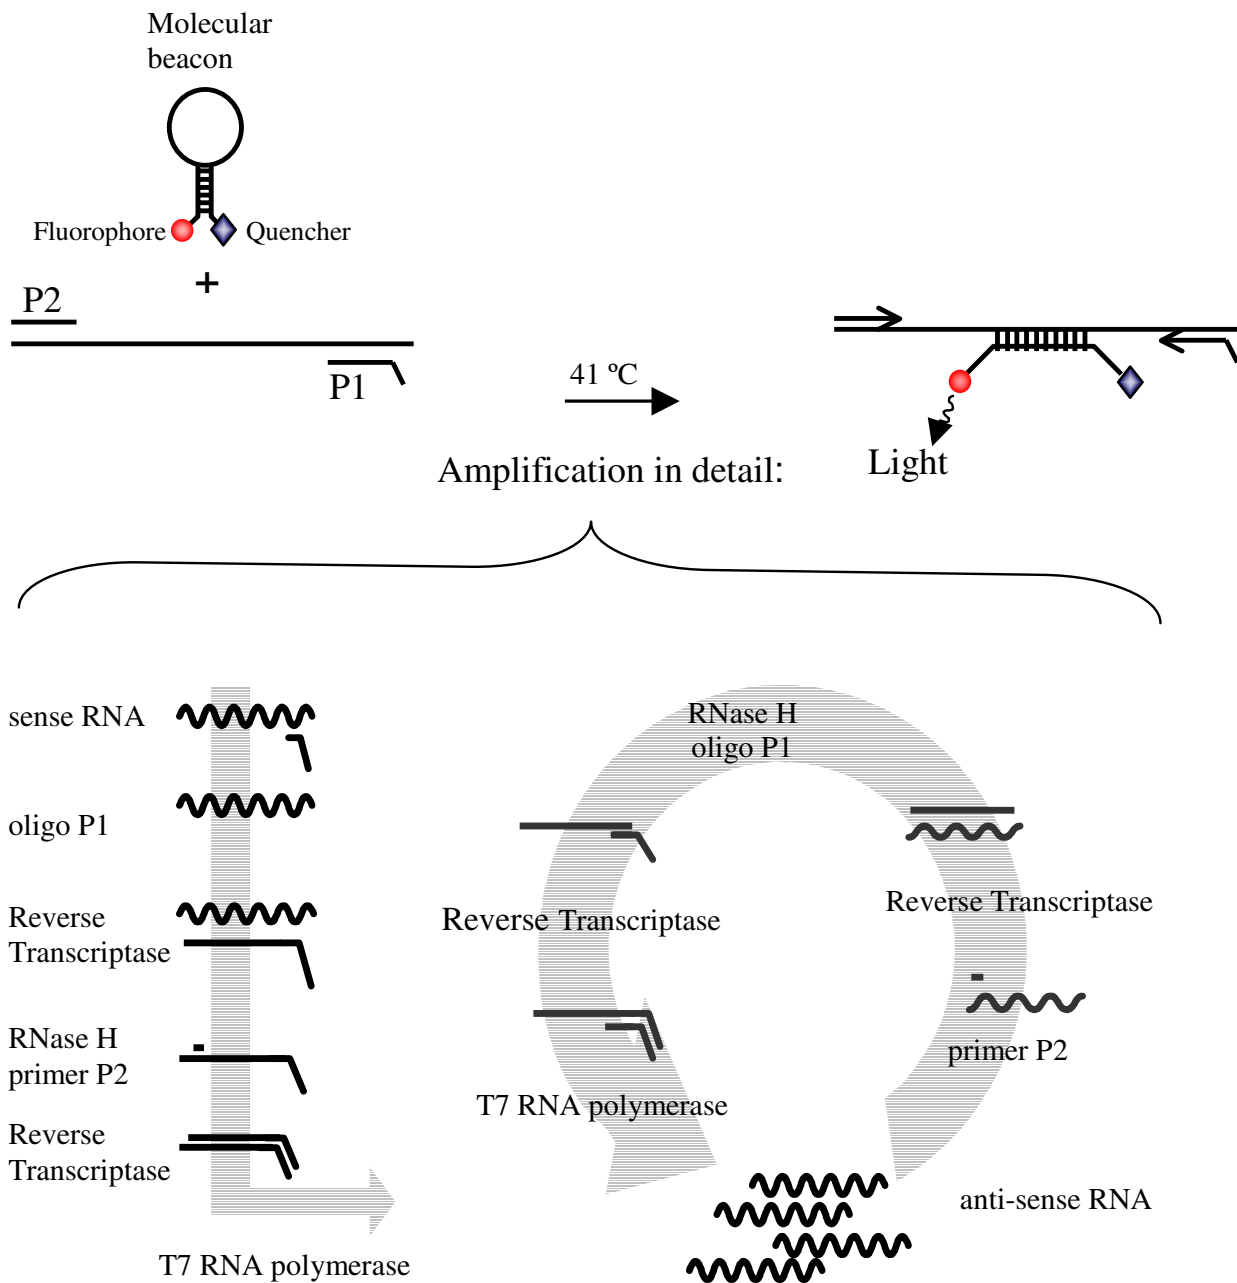 Molecular
beacon
Fluorophore
Quencher
+
P2
P1
41 ºC
Light
Amplification in detail:
sense RNA
oligo P1
Reverse
Transcriptase
RNase H
primer P2
Reverse
Transcriptase
T7 RNA polymerase
RNase H
oligo P1
Reverse Transcriptase
Reverse Transcriptase
primer P2
T7 RNA polymerase
anti-sense RNA